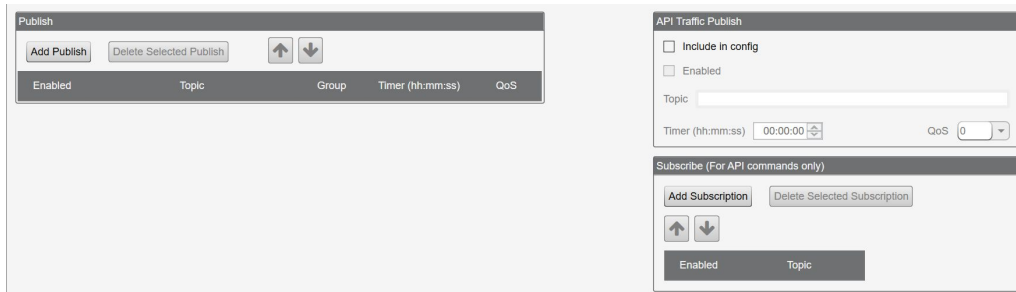 Publish
Add Publish
Delete Selected Publish
Enabled Topic Group Timer (hh:mm:ss) QoS
API Traffic Publish
Include in config
Enabled
Topic
Timer (hh:mm:ss) 00:00:00 QoS 0
Subscribe (For API commands only)
Add Subscription
Delete Selected Subscription
Enabled Topic